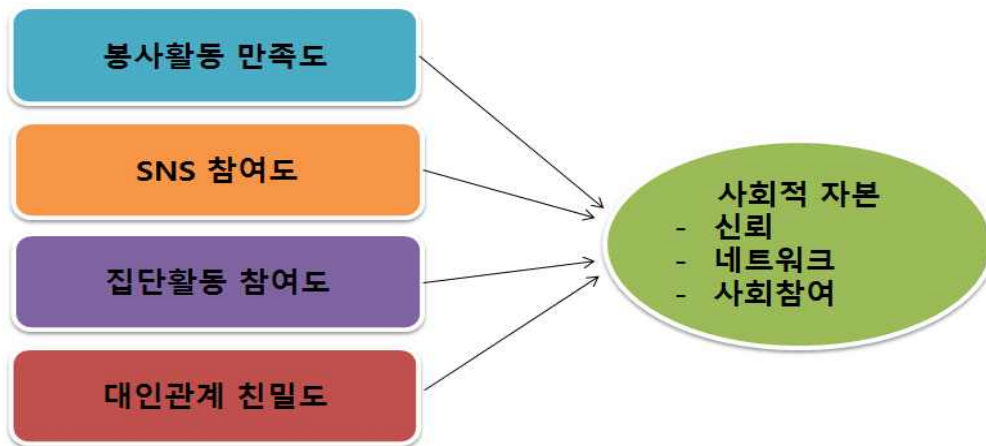 봉사활동 만족도
SNS 참여도
집단활동 참여도
대인관계 친밀도
사회적 자본
- 신뢰
- 네트워크
- 사회참여